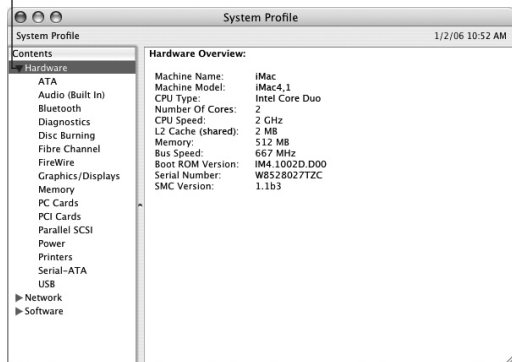 System Profile
System Profile 1/2/06 10:52 AM
Contents
Hardware
ATA
Audio (Built In)
Bluetooth
Diagnostics
Disc Burning
Fibre Channel
FireWire
Graphics/Displays
Memory
PC Cards
PCI Cards
Parallel SCSI
Power
Printers
Serial-ATA
USB
Network
Software
Hardware Overview:
Machine Name: iMac
Machine Model: iMac4,1
CPU Type: Intel Core Duo
Number Of Cores: 2
CPU Speed: 2 GHz
L2 Cache (shared): 2 MB
Memory: 512 MB
Bus Speed: 667 MHz
Boot ROM Version: IM4.1002D.D00
Serial Number: W8528027TZC
SMC Version: 1.1b3